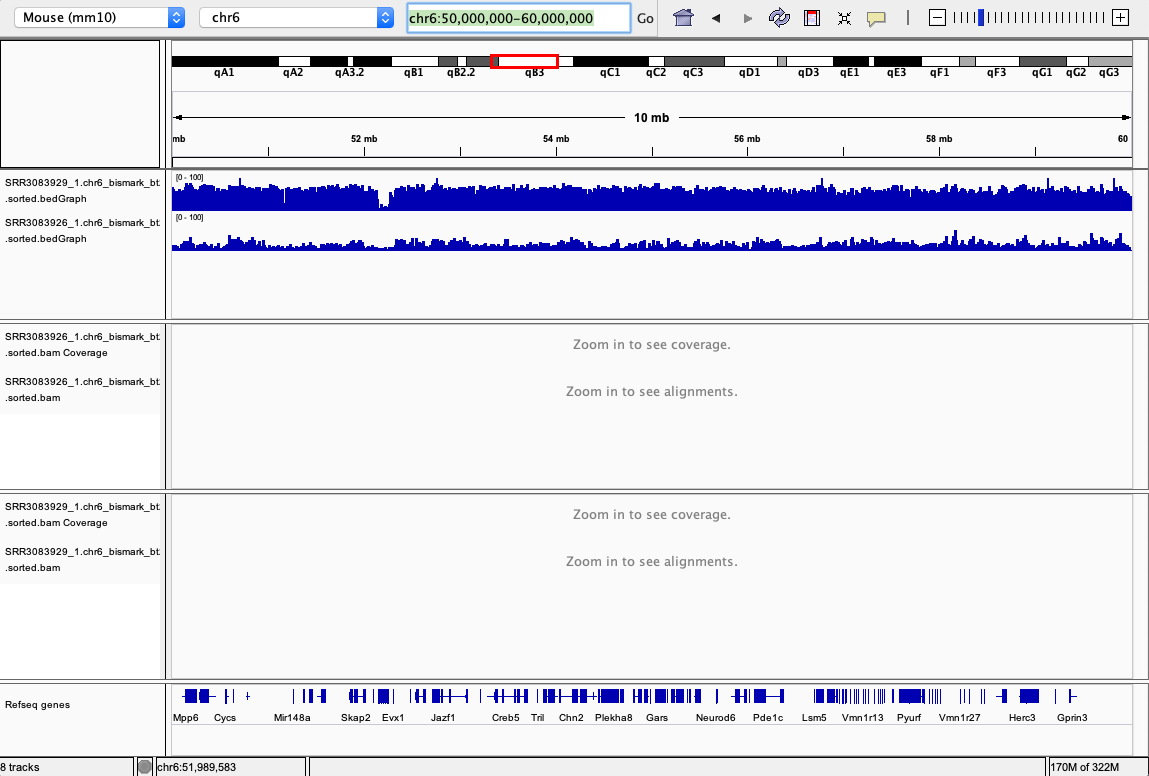 Mouse (mm10) chr6 chr6:50,000,000-60,000,000 Go
qA1 qA2 qA3.2 qB1 qB2.2 qB3 qC1 qC2 qC3 qD1 qD3 qE1 qE3 qF1 qF3 qG1 qG2 qG3
10 mb
mb 52 mb 54 mb 56 mb 58 mb 60
SRR3083929_1.chr6_bismark_bt
.sorted.bedGraph
[0 - 100]
SRR3083926_1.chr6_bismark_bt
.sorted.bedGraph
[0 - 100]
SRR3083926_1.chr6_bismark_bt
.sorted.bam Coverage
Zoom in to see coverage.
SRR3083926_1.chr6_bismark_bt
.sorted.bam
Zoom in to see alignments.
SRR3083929_1.chr6_bismark_bt
.sorted.bam Coverage
Zoom in to see coverage.
SRR3083929_1.chr6_bismark_bt
.sorted.bam
Zoom in to see alignments.
Refseq genes
Mpp6 Cycs Mir148a Skap2 Evx1 Jazf1 Creb5 Tril Chn2 Plekha8 Gars Neurod6 Pde1c Lsm5 Vmn1r13 Pyurf Vmn1r27 Herc3 Gprin3
8 tracks chr6:51,989,583 170M of 322M